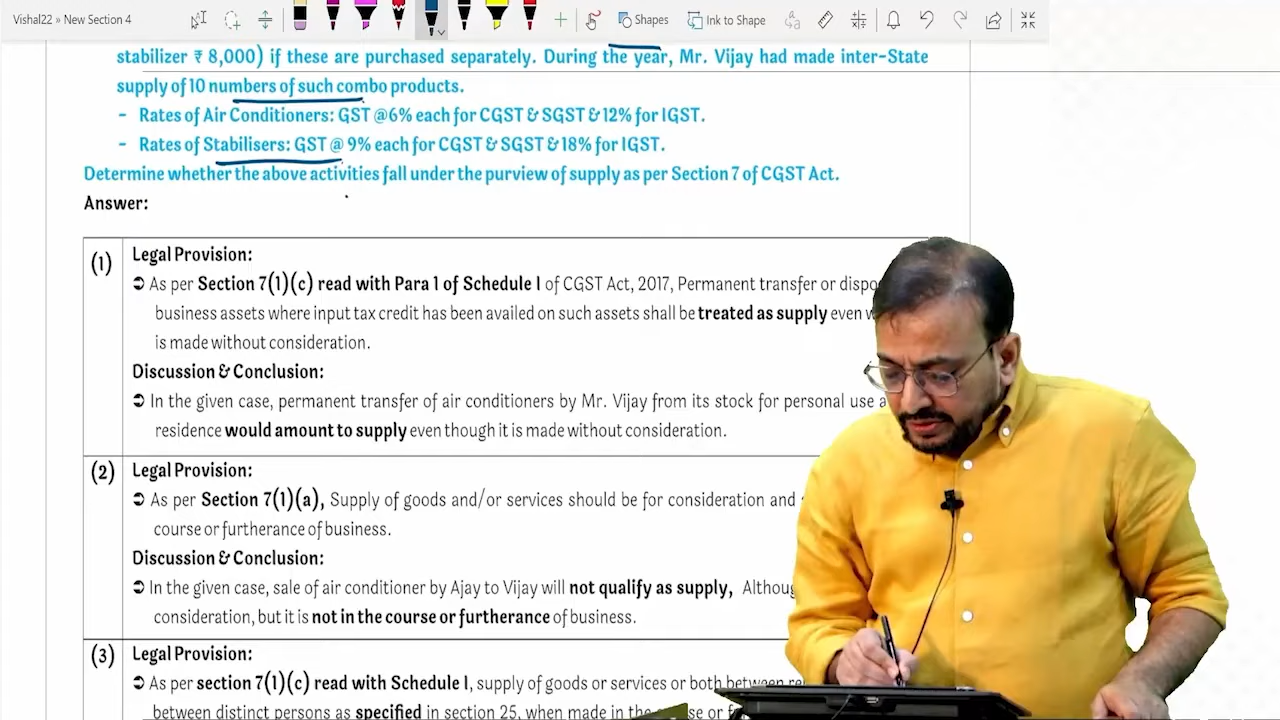 Vishal22 » New Section 4
Shapes
Ink to Shape
stabilizer ₹ 8,000) if these are purchased separately. During the year, Mr. Vijay had made inter-State
supply of 10 numbers of such combo products.
- Rates of Air Conditioners: GST @6% each for CGST & SGST & 12% for IGST.
- Rates of Stabilisers: GST @ 9% each for CGST & SGST & 18% for IGST.
Determine whether the above activities fall under the purview of supply as per Section 7 of CGST Act.
Answer:
(1) Legal Provision:
➲ As per Section 7(1)(c) read with Para 1 of Schedule I of CGST Act, 2017, Permanent transfer or
business assets where input tax credit has been availed on such assets shall be treated as supply even
is made without consideration.
Discussion & Conclusion:
➲ In the given case, permanent transfer of air conditioners by Mr. Vijay from its stock for personal use
residence would amount to supply even though it is made without consideration.
(2) Legal Provision:
➲ As per Section 7(1)(a), Supply of goods and/or services should be for consideration and
course or furtherance of business.
Discussion & Conclusion:
➲ In the given case, sale of air conditioner by Ajay to Vijay will not qualify as supply,
consideration, but it is not in the course or furtherance of business.
(3) Legal Provision:
➲ As per section 7(1)(c) read with Schedule I, supply of goods or services or both between
between distinct persons as specified in section 25, when made in the